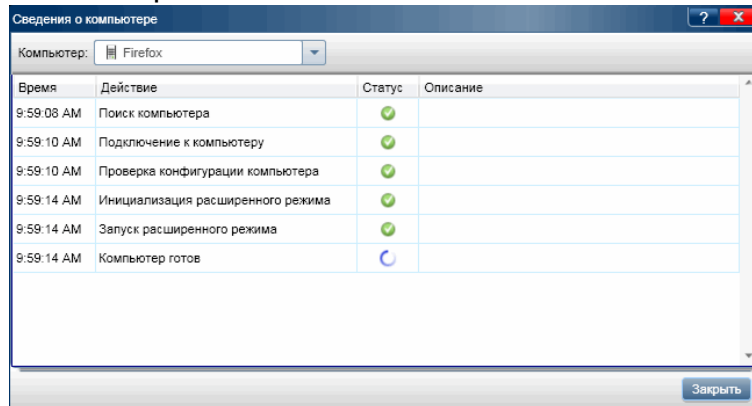 Сведения о компьютере ? X
Компьютер: Firefox
Время Действие Статус Описание
9:59:08 AM Поиск компьютера
9:59:10 AM Подключение к компьютеру
9:59:10 AM Проверка конфигурации компьютера
9:59:14 AM Инициализация расширенного режима
9:59:14 AM Запуск расширенного режима
9:59:14 AM Компьютер готов
Закрыть